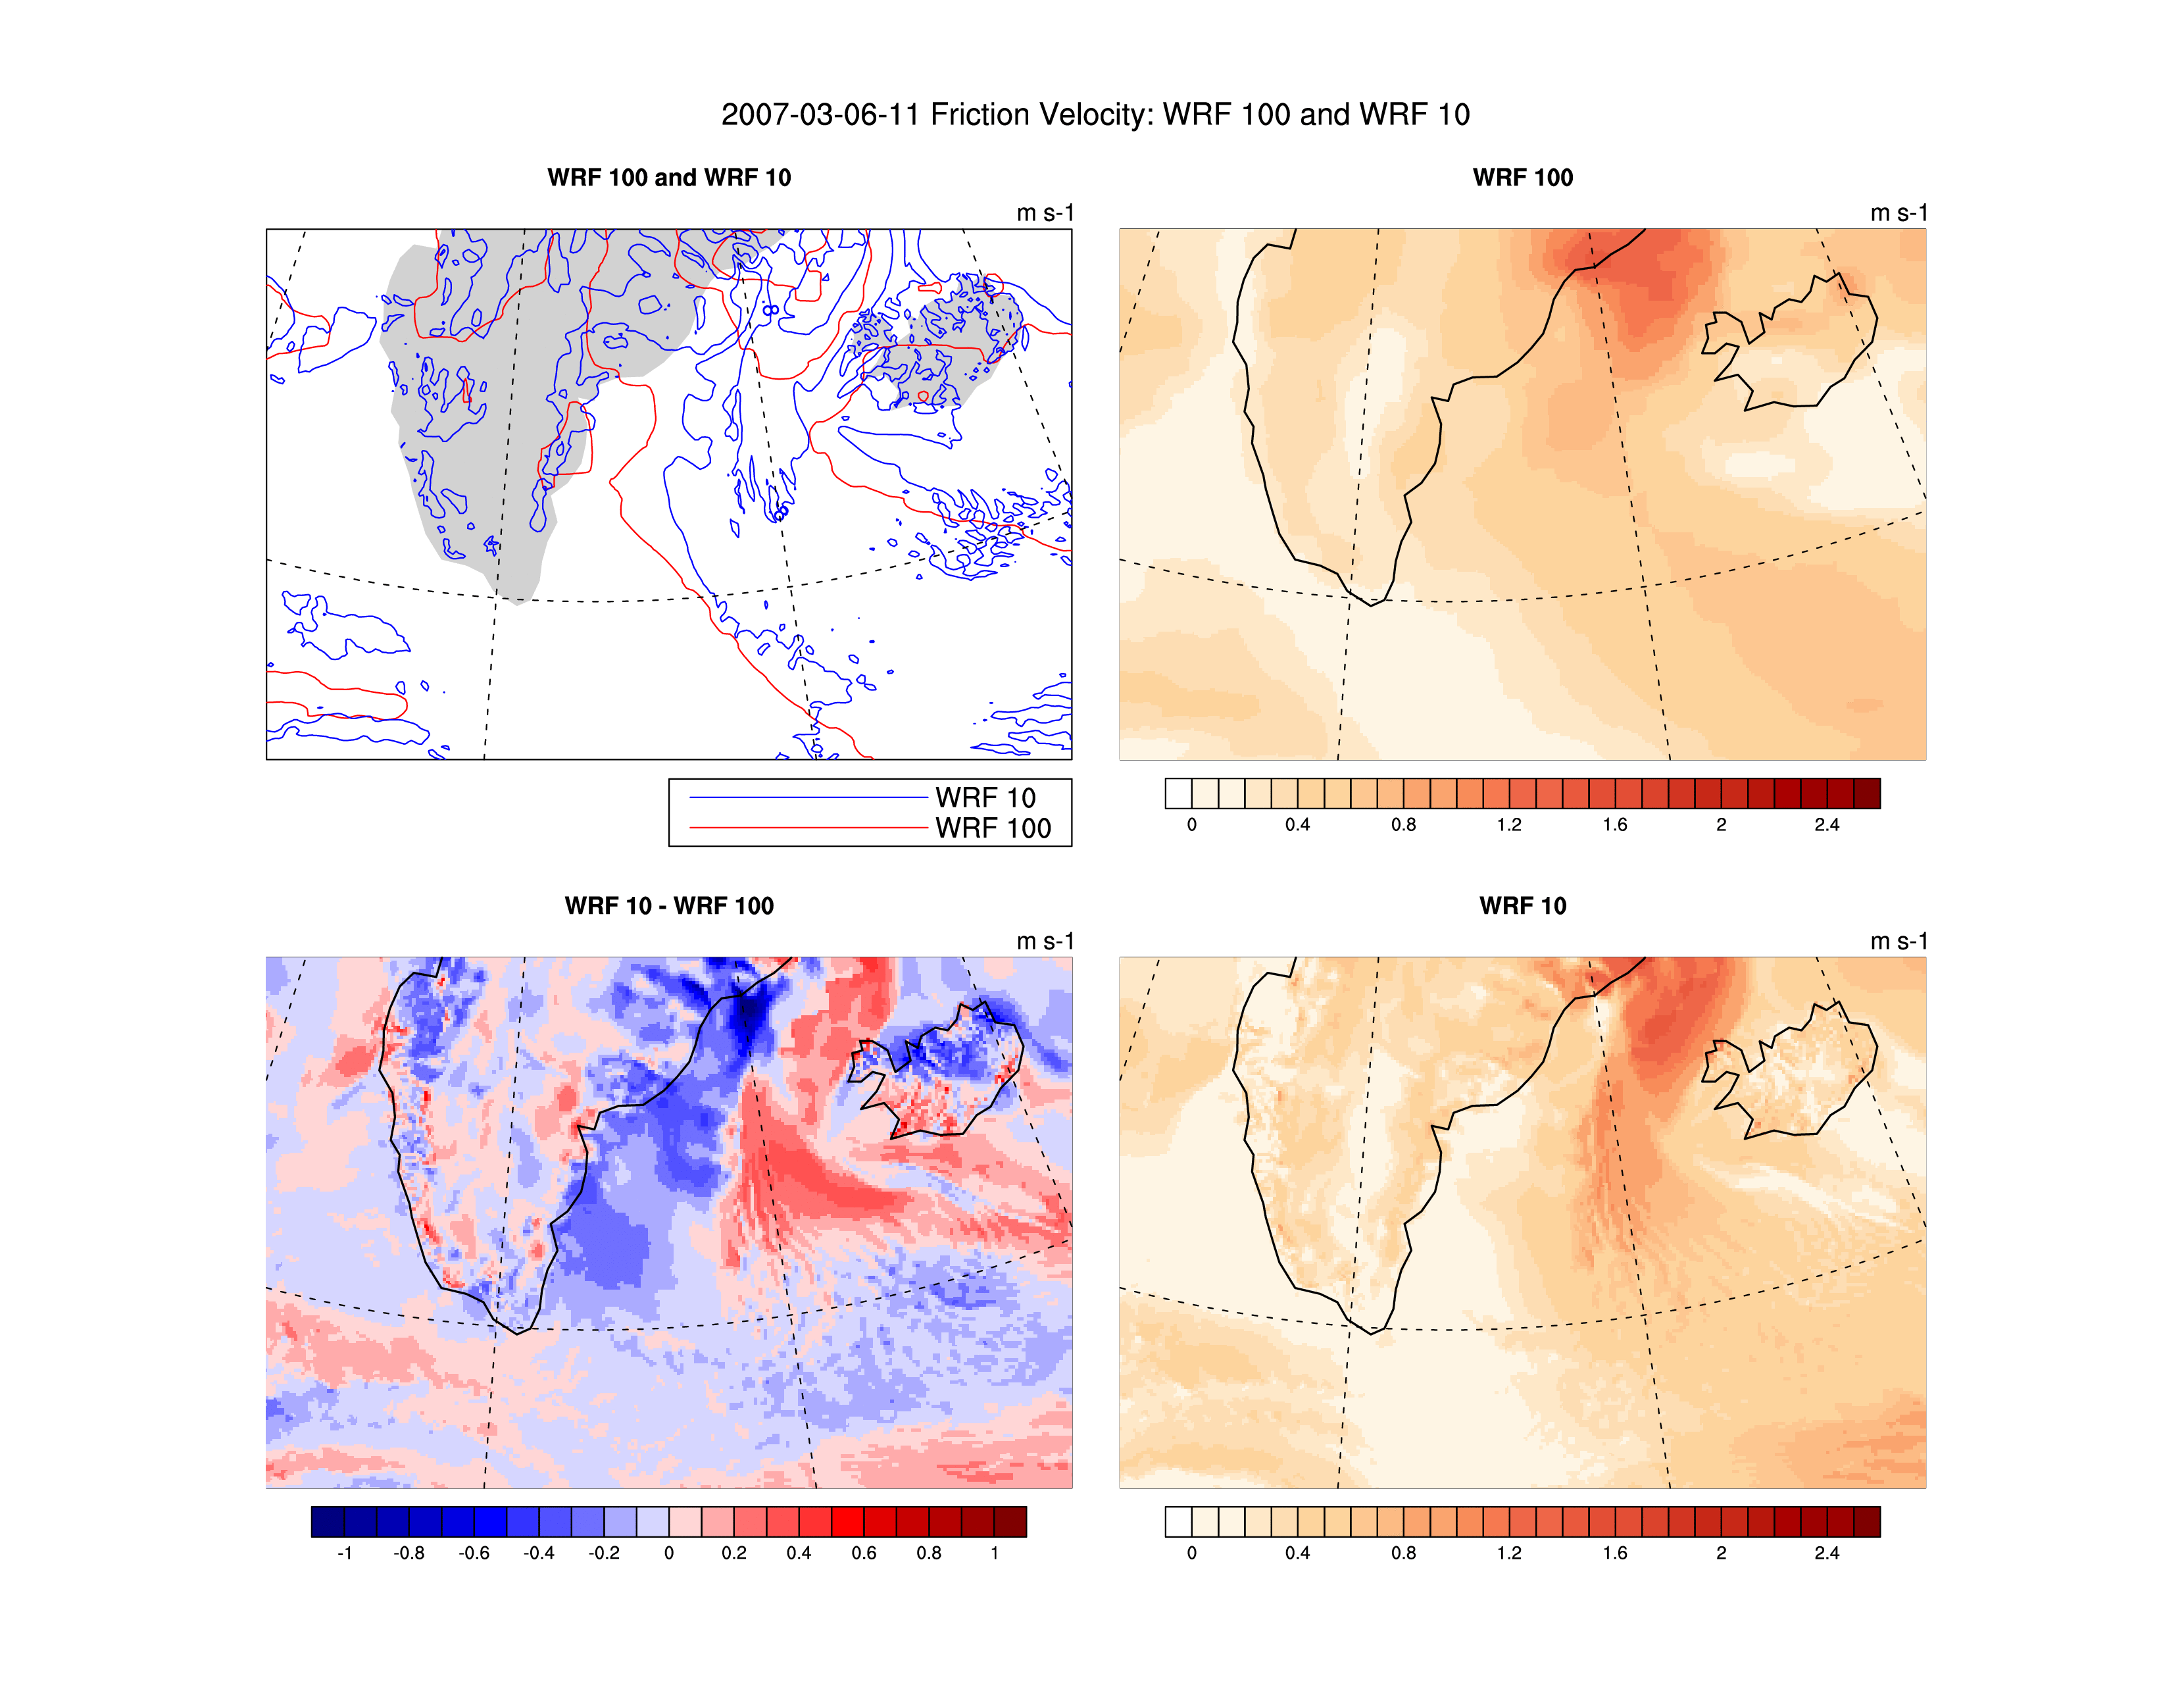 2007-03-06-11 Friction Velocity: WRF 100 and WRF 10
WRF 100 and WRF 10
m s-1
.8
WRF 10
WRF 100
WRF 100
m s-1
0 0.4 0.8 1.2 1.6 2 2.4
WRF 10 - WRF 100
m s-1
-1 -0.8 -0.6 -0.4 -0.2 0 0.2 0.4 0.6 0.8 1
WRF 10
m s-1
0 0.4 0.8 1.2 1.6 2 2.4